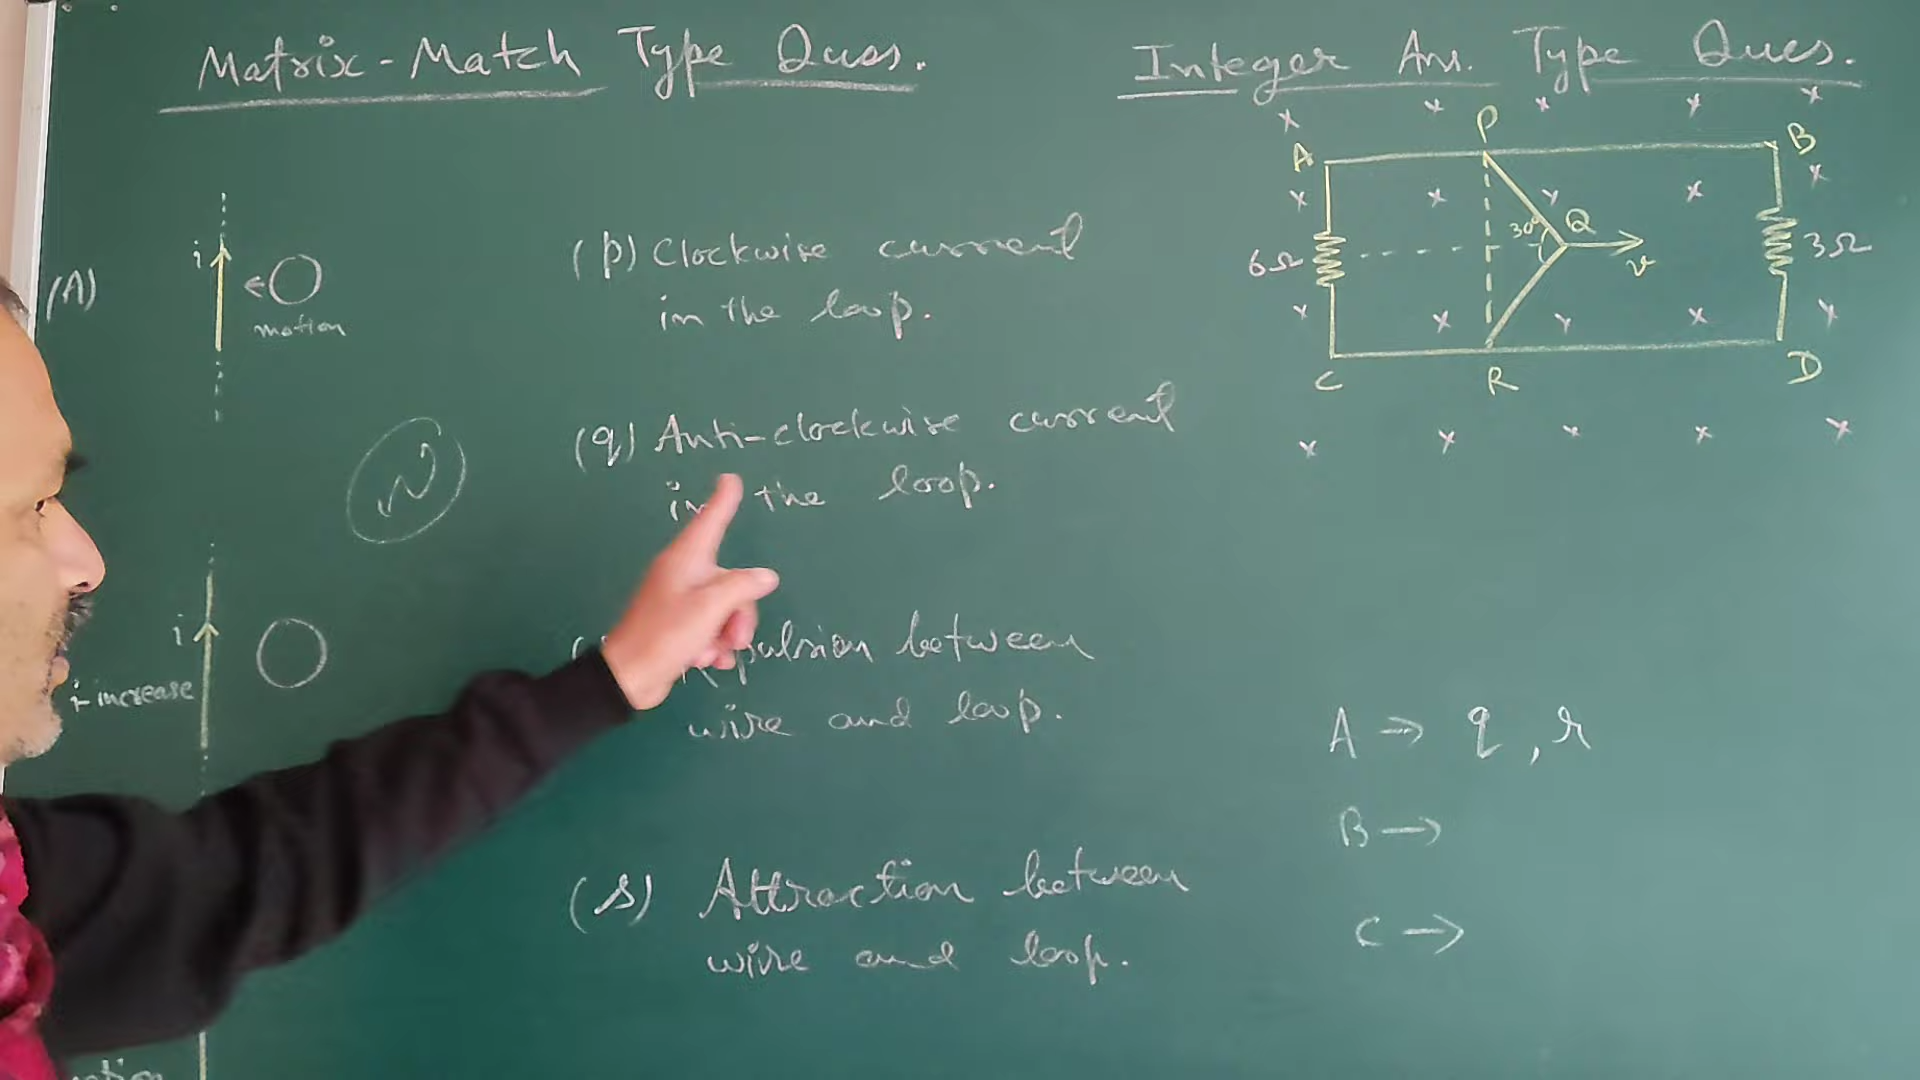 Matrix-Match Type Ques.
(A)
i
motion
(p) Clockwise current
in the loop.
(q) Anti-clockwise current
in the loop.
N
i
i-increase
between
wire and loop.
(s) Attraction between
wire and loop.
Integer Ans. Type Ques.
x x x x x
P
A B
x x x x x
30° Q
6Ω v 3Ω
x x x x x
C R D
x x x x x
A → q, r
B →
C →